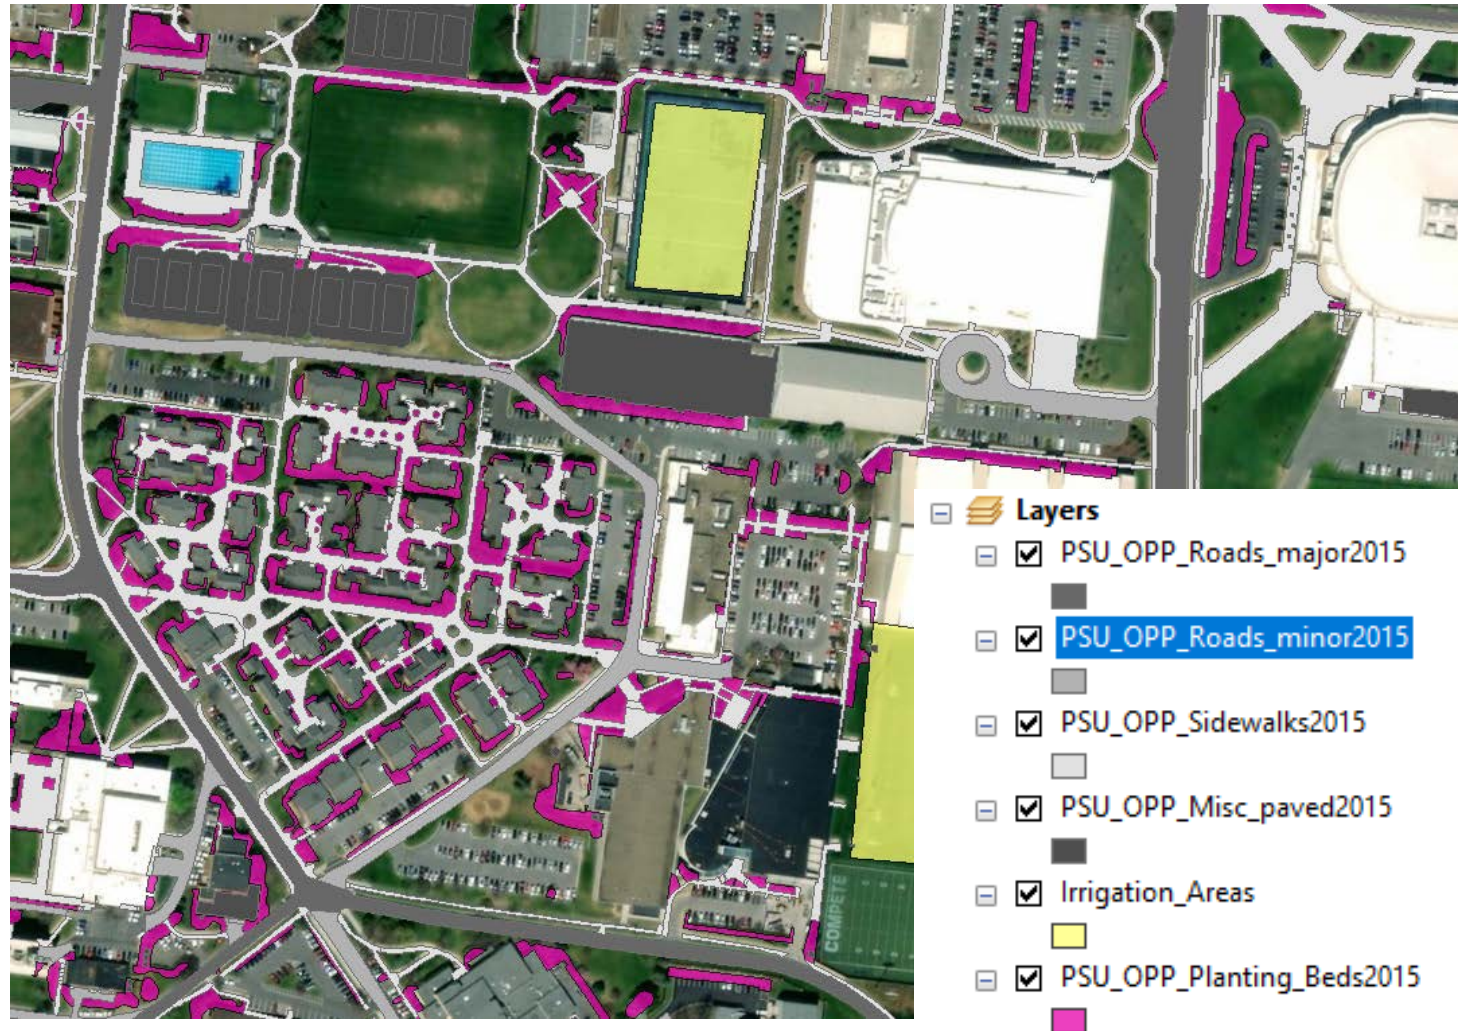 Layers
PSU_OPP_Roads_major2015
PSU_OPP_Roads_minor2015
PSU_OPP_Sidewalks2015
PSU_OPP_Misc_paved2015
Irrigation_Areas
PSU_OPP_Planting_Beds2015
COMPETE